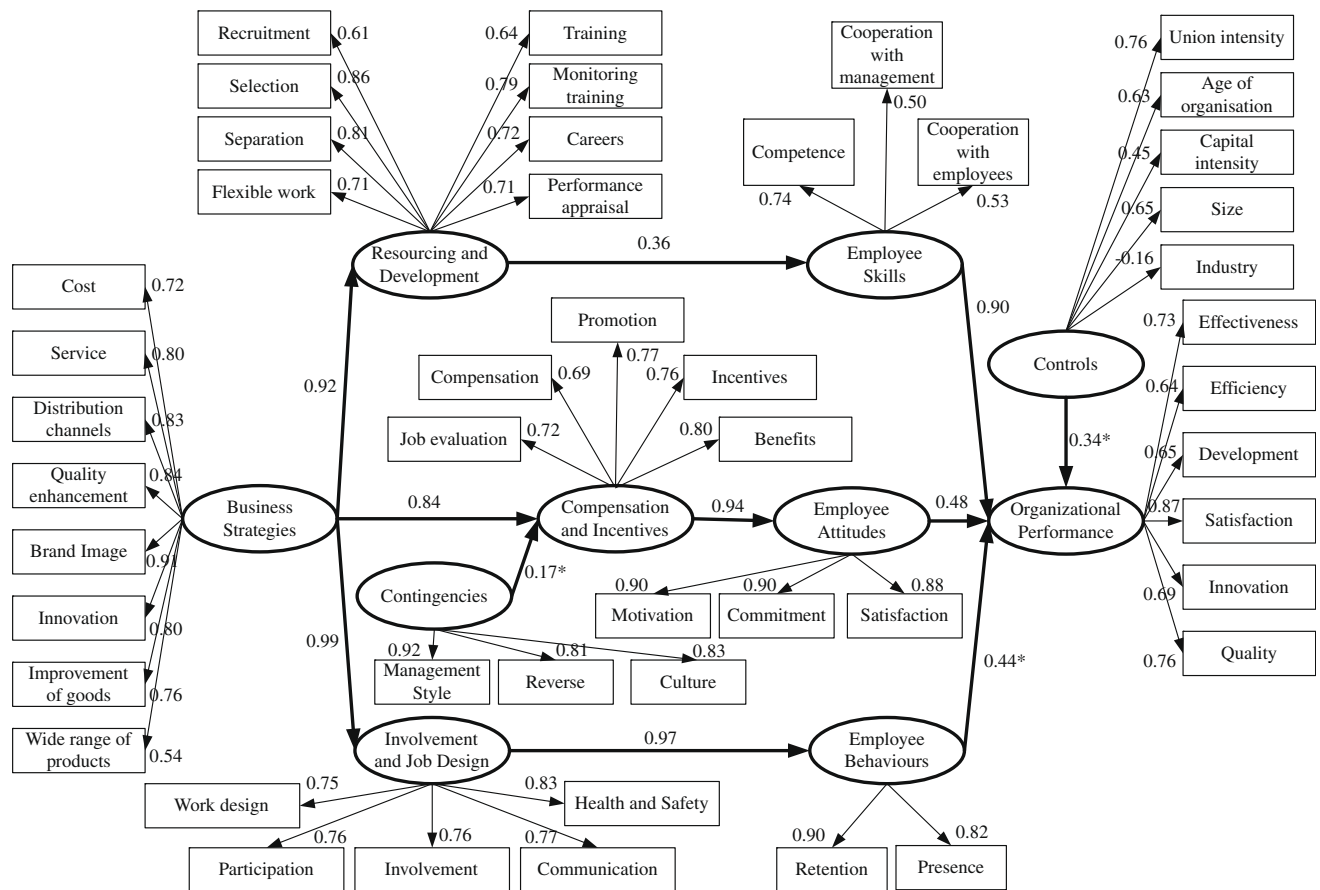 Recruitment
0.61
Selection
0.86
Separation
0.81
Flexible work
0.71
0.64
Training
0.79
Monitoring
training
0.72
Careers
0.71
Performance
appraisal
Resourcing and
Development
0.36
Cooperation
with
management
0.50
Competence
0.74
Cooperation
with
employees
0.53
Employee
Skills
0.90
0.76
Union intensity
0.63
Age of
organisation
0.45
Capital
intensity
0.65
Size
-0.16
Industry
Controls
0.34*
Cost
0.72
Service
0.80
Distribution
channels
0.83
Quality
enhancement
0.84
Brand Image
0.91
Innovation
0.80
Improvement
of goods
0.76
Wide range of
products
0.54
Business
Strategies
0.92
0.84
0.99
Promotion
0.77
Compensation
0.69
0.76
Incentives
Job evaluation
0.72
0.80
Benefits
Compensation
and Incentives
0.94
Employee
Attitudes
0.48
0.90
Motivation
0.90
Commitment
0.88
Satisfaction
Contingencies
0.17*
0.92
Management
Style
0.81
Reverse
0.83
Culture
Organizational
Performance
0.73
Effectiveness
0.64
Efficiency
0.65
Development
0.87
Satisfaction
Innovation
0.69
Quality
0.76
Involvement
and Job Design
0.97
Employee
Behaviours
0.44*
0.75
Work design
0.83
Health and Safety
0.76
Participation
0.76
Involvement
0.77
Communication
0.90
Retention
0.82
Presence